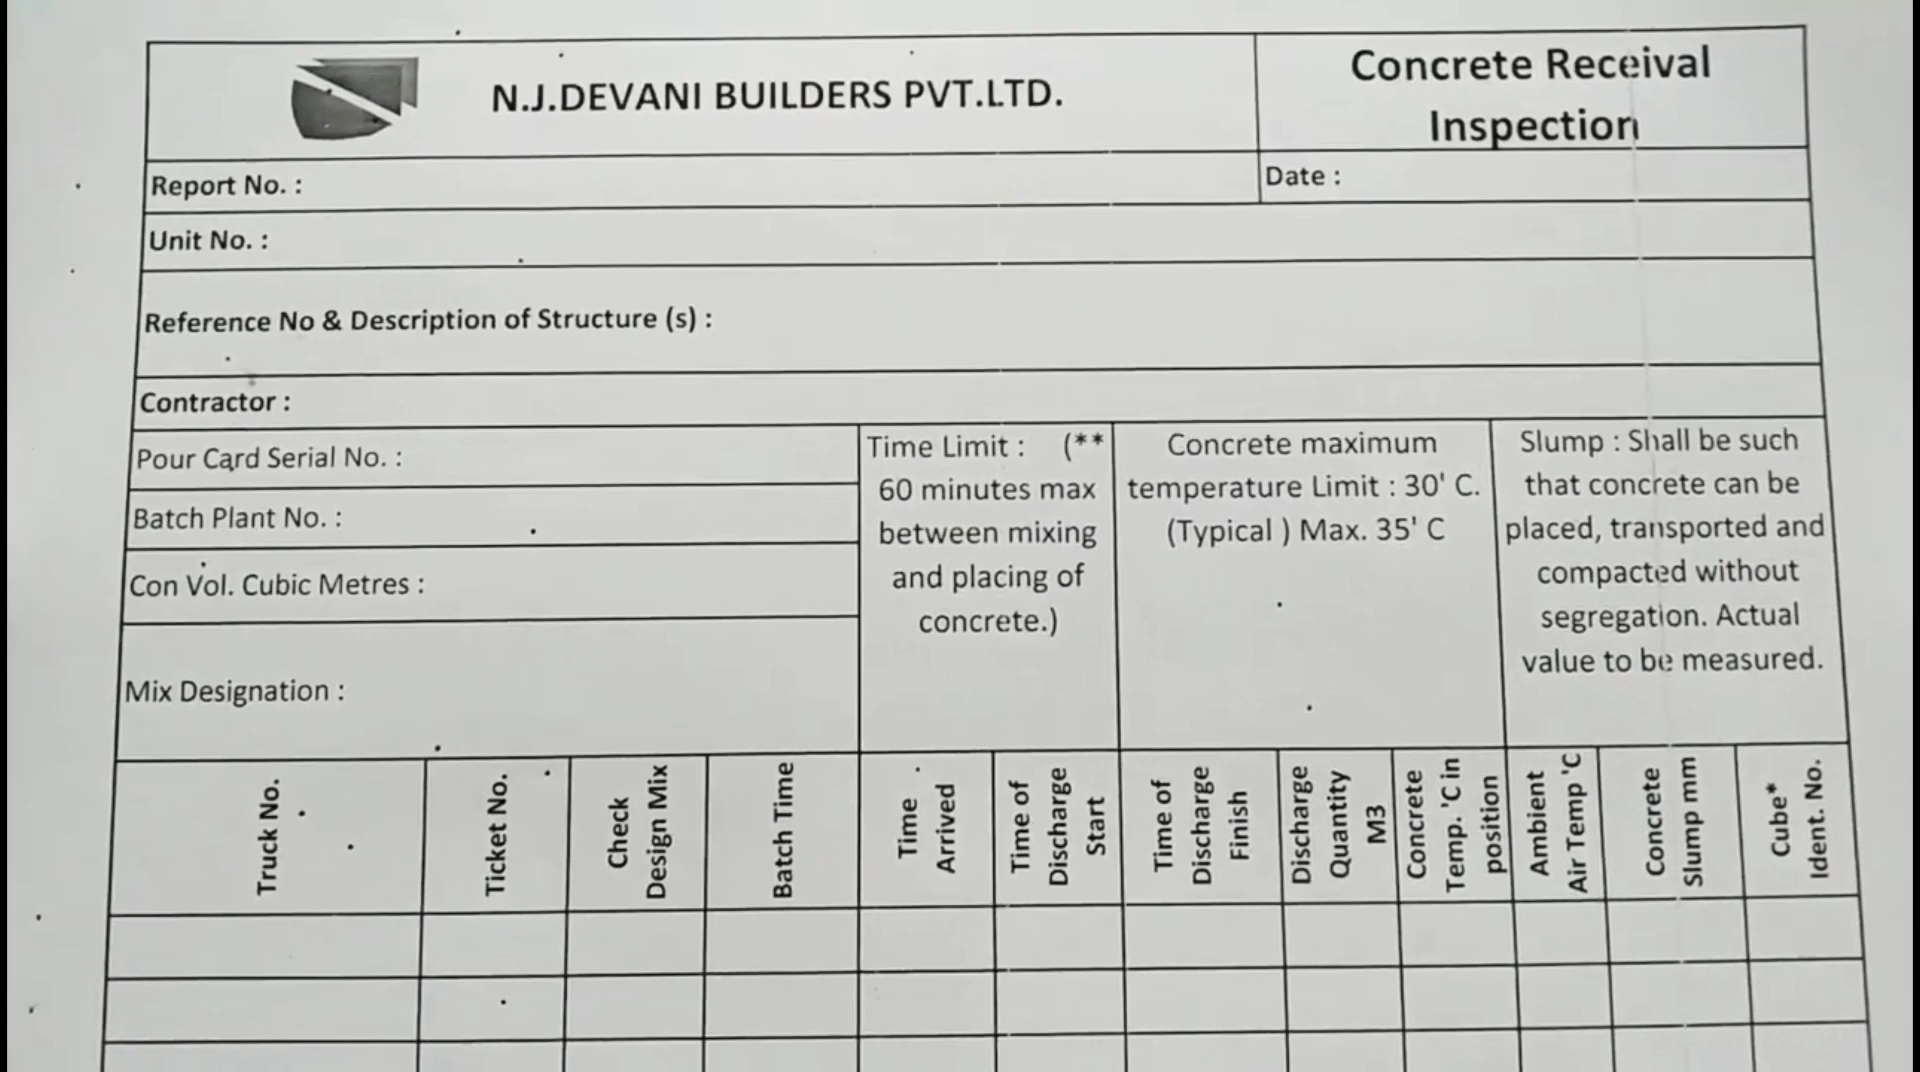 N.J.DEVANI BUILDERS PVT.LTD.
Concrete Receival
Inspection
Report No. :
Date :
Unit No. :
Reference No & Description of Structure (s) :
Contractor :
Pour Card Serial No. :
Batch Plant No. :
Con Vol. Cubic Metres :
Mix Designation :
Time Limit : (**
60 minutes max
between mixing
and placing of
concrete.)
Concrete maximum
temperature Limit : 30' C.
(Typical ) Max. 35' C
Slump : Shall be such
that concrete can be
placed, transported and
compacted without
segregation. Actual
value to be measured.
Truck No.
Ticket No.
Check
Design Mix
Batch Time
Time
Arrived
Time of
Discharge
Start
Time of
Discharge
Finish
Discharge
Quantity
M3
Concrete
Temp. 'C in
position
Ambient
Air Temp 'C
Concrete
Slump mm
Cube*
Ident. No.